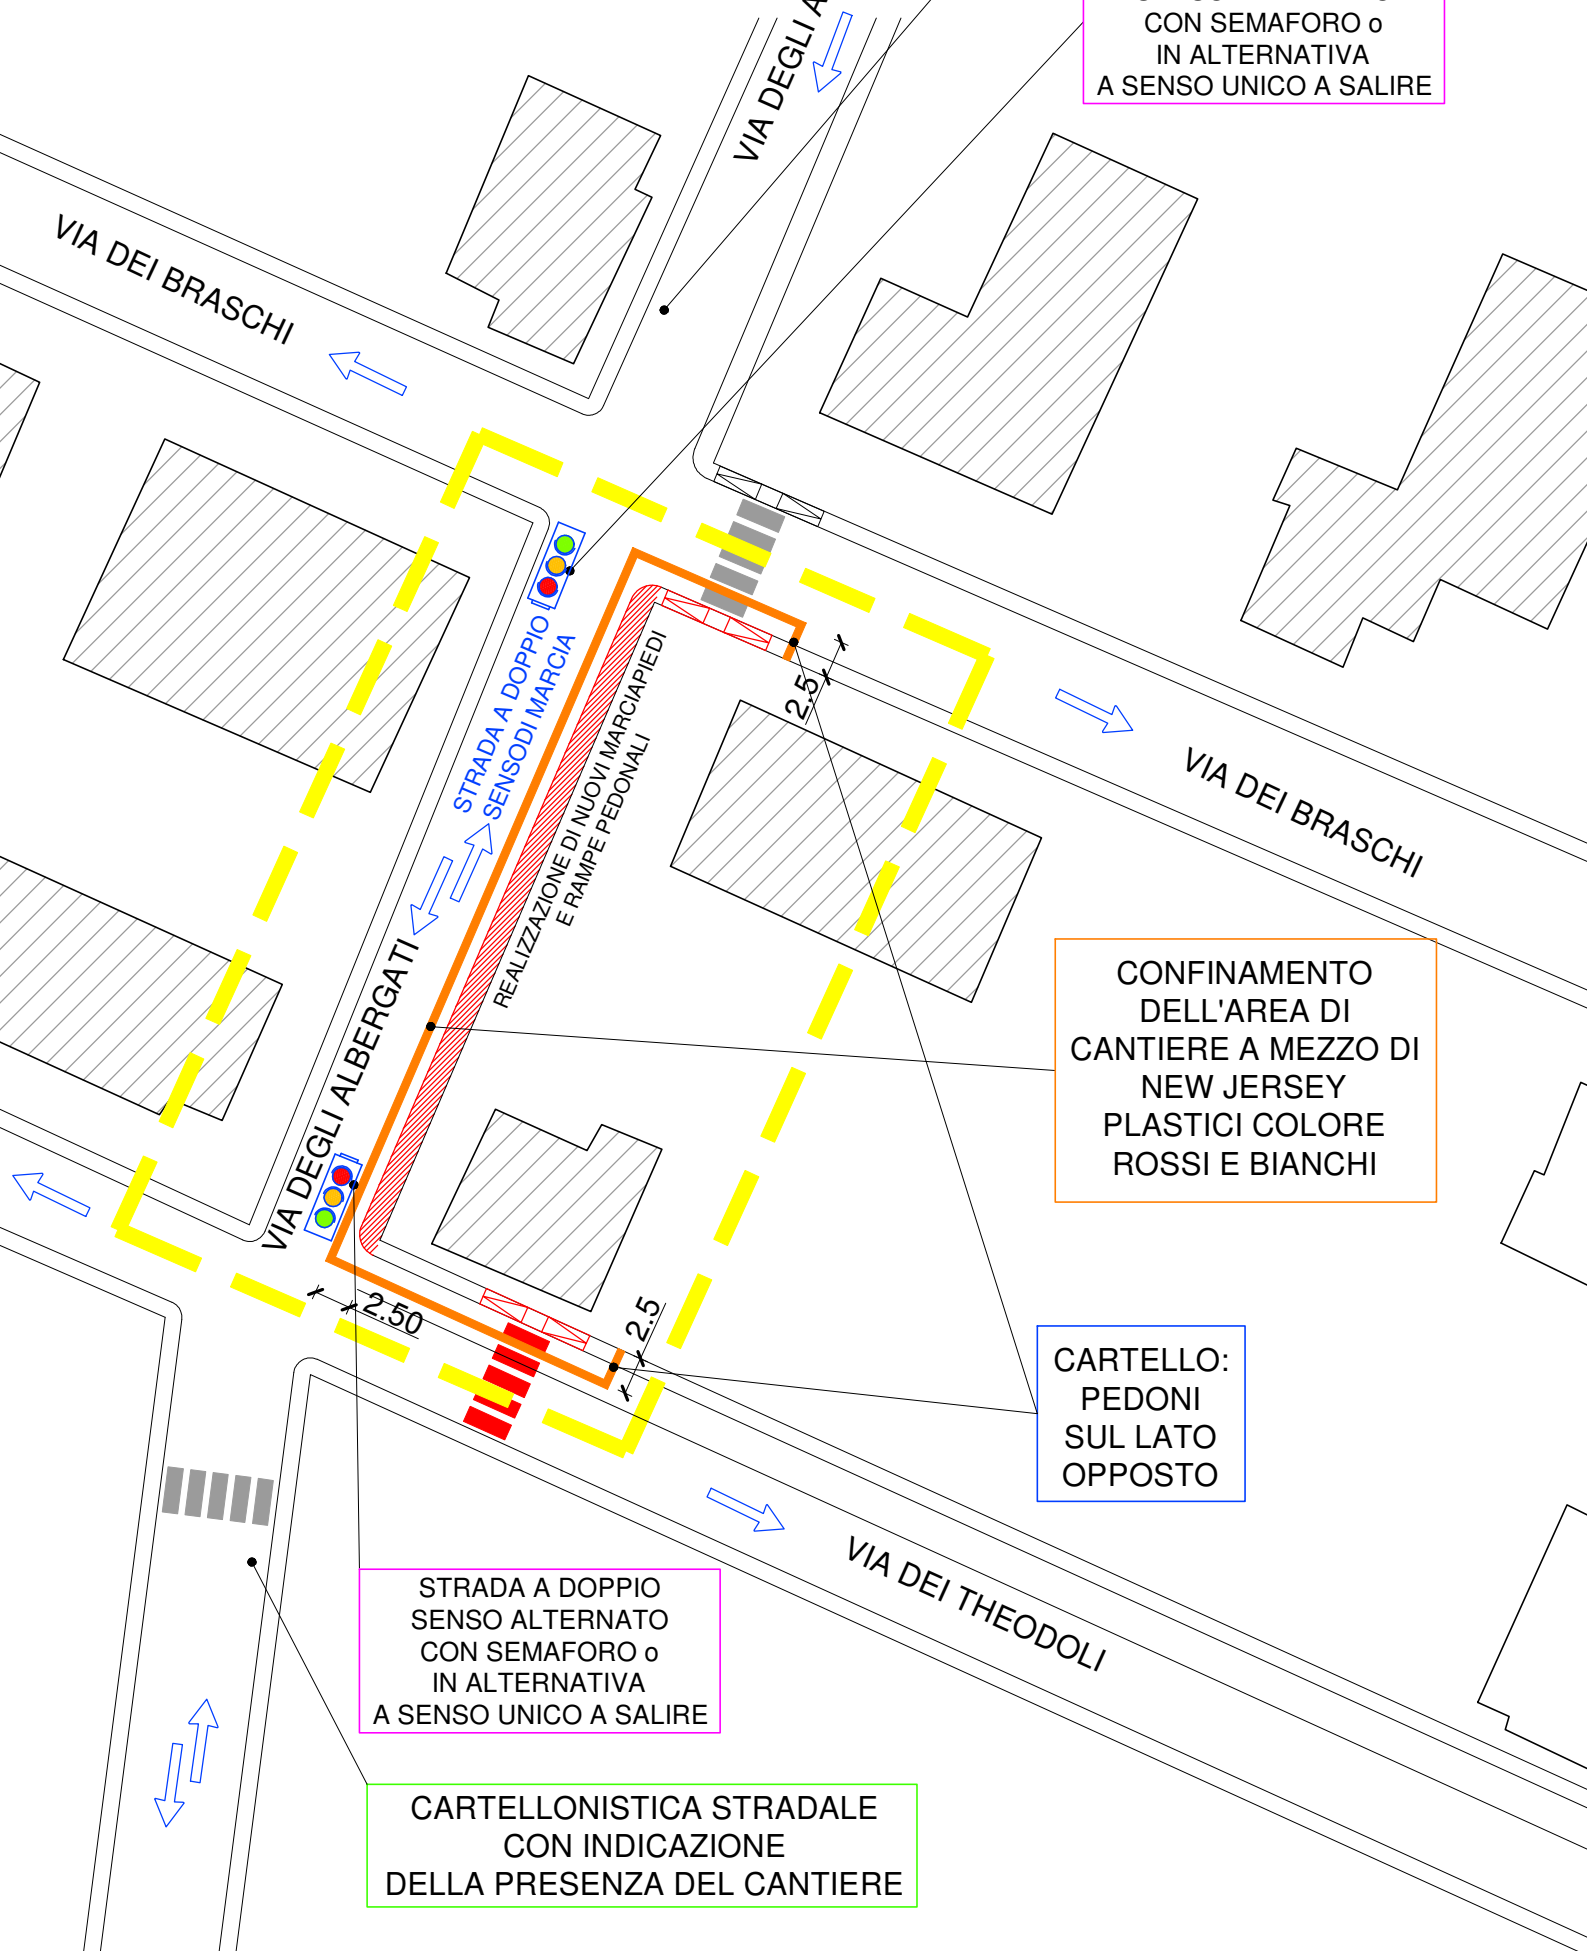 VIA DEGLI A
CON SEMAFORO o
IN ALTERNATIVA
A SENSO UNICO A SALIRE
VIA DEI BRASCHI
STRADA A DOPPIO
SENSODI MARCIA
REALIZZAZIONE DI NUOVI MARCIAPIEDI
E RAMPE PEDONALI
2.5
VIA DEI BRASCHI
VIA DEGLI ALBERGATI
CONFINAMENTO
DELL'AREA DI
CANTIERE A MEZZO DI
NEW JERSEY
PLASTICI COLORE
ROSSI E BIANCHI
2.50
2.5
CARTELLO:
PEDONI
SUL LATO
OPPOSTO
VIA DEI THEODOLI
STRADA A DOPPIO
SENSO ALTERNATO
CON SEMAFORO o
IN ALTERNATIVA
A SENSO UNICO A SALIRE
CARTELLONISTICA STRADALE
CON INDICAZIONE
DELLA PRESENZA DEL CANTIERE